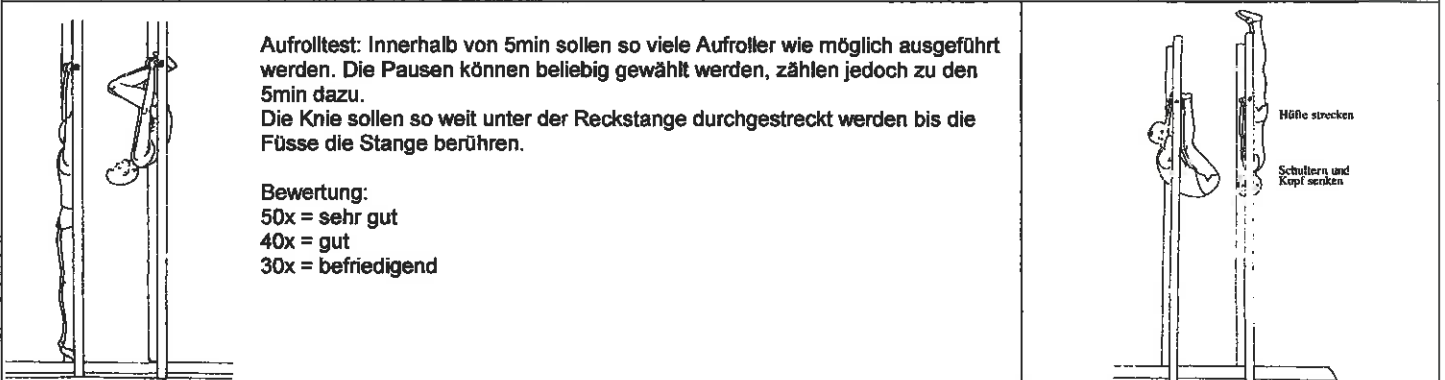 Aufrolltest: Innerhalb von 5min sollen so viele Aufroller wie möglich ausgeführt
werden. Die Pausen können beliebig gewählt werden, zählen jedoch zu den
5min dazu.
Die Knie sollen so weit unter der Reckstange durchgestreckt werden bis die
Füsse die Stange berühren.
Bewertung:
50x = sehr gut
40x = gut
30x = befriedigend
Hüfte strecken
Schultern und
Kopf senken